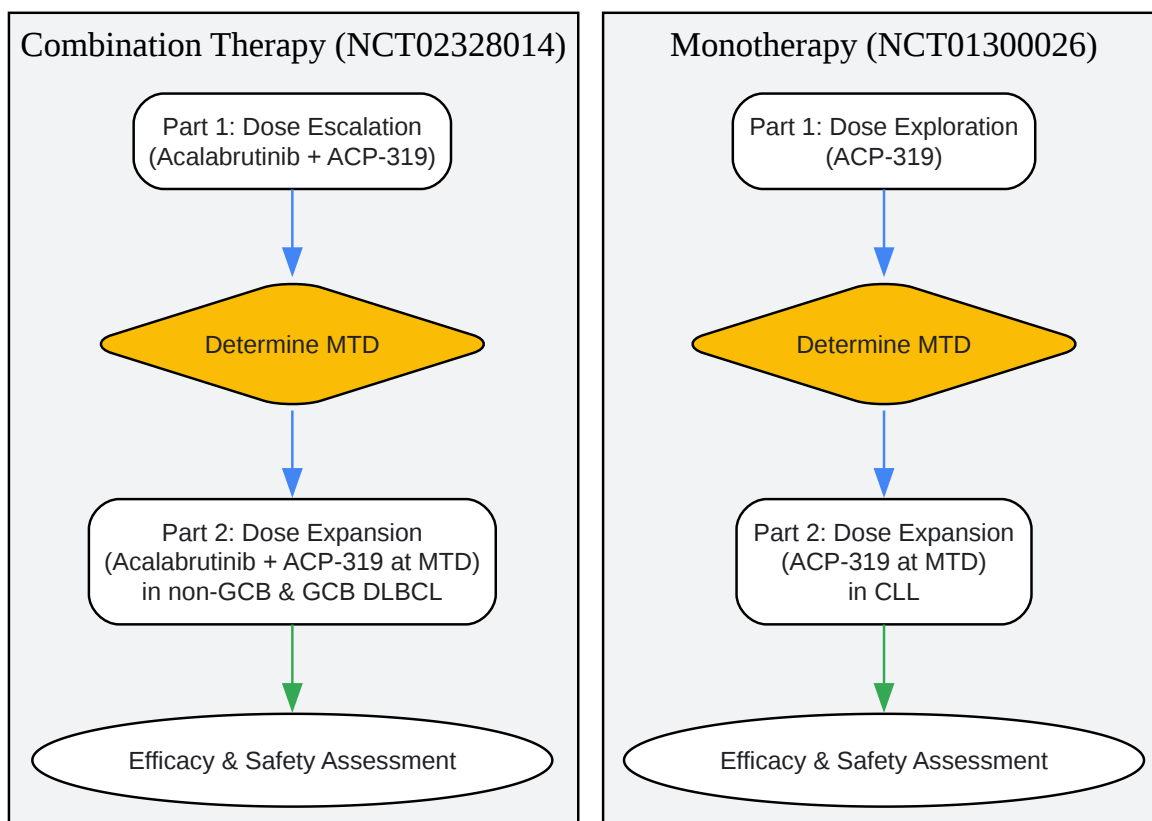 Combination Therapy (NCT02328014)
Part 1: Dose Escalation
(Acalabrutinib + ACP-319)
Determine MTD
Part 2: Dose Expansion
(Acalabrutinib + ACP-319 at MTD)
in non-GCB & GCB DLBCL
Efficacy & Safety Assessment
Monotherapy (NCT01300026)
Part 1: Dose Exploration
(ACP-319)
Determine MTD
Part 2: Dose Expansion
(ACP-319 at MTD)
in CLL
Efficacy & Safety Assessment